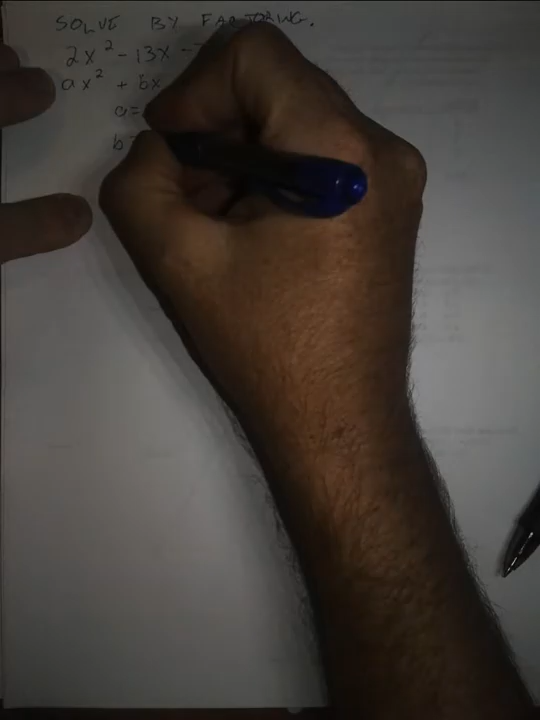 SOLVE BY FACTORING.
2x² - 13x -
ax² + bx
a=
b=